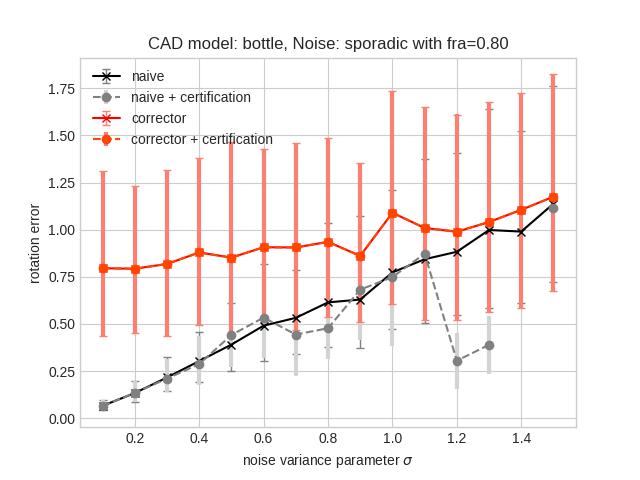 CAD model: bottle, Noise: sporadic with fra=0.80
naive
naive + certification
corrector
corrector + certification
rotation error
1.75
1.50
1.25
1.00
0.75
0.50
0.25
0.00
0.2 0.4 0.6 0.8 1.0 1.2 1.4
noise variance parameter σ